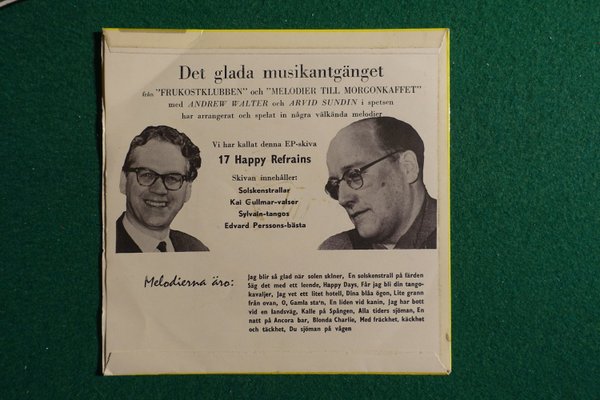 Det glada musikantgänget
från "FRUKOSTKLUBBEN" och "MELODIER TILL MORGONKAFFET"
med ANDREW WALTER och ARVID SUNDIN i spetsen
har arrangerat och spelat in några välkända melodier
Vi har kallat denna EP-skiva
17 Happy Refrains
Skivan innehåller:
Solskenstrallar
Kai Gullmar-valser
Sylvain-tangos
Edvard Perssons-bästa
Melodierna äro:
Jag blir så glad när solen skiner, En solskenstrall på färden
Säg det med ett leende, Happy Days, Får jag bli din tango-
kavaljer, Jag vet ett litet hotell, Dina blåa ögon, Lite grann
från ovan, O, Gamla sta'n, En liden vid kanin, Jag har bott
vid en landsväg, Kalle på Spången, Alla tiders sjöman, En
natt på Ancora bar, Blonda Charlie, Med fräckhet, käckhet
och täckhet, Du sjöman på vågen